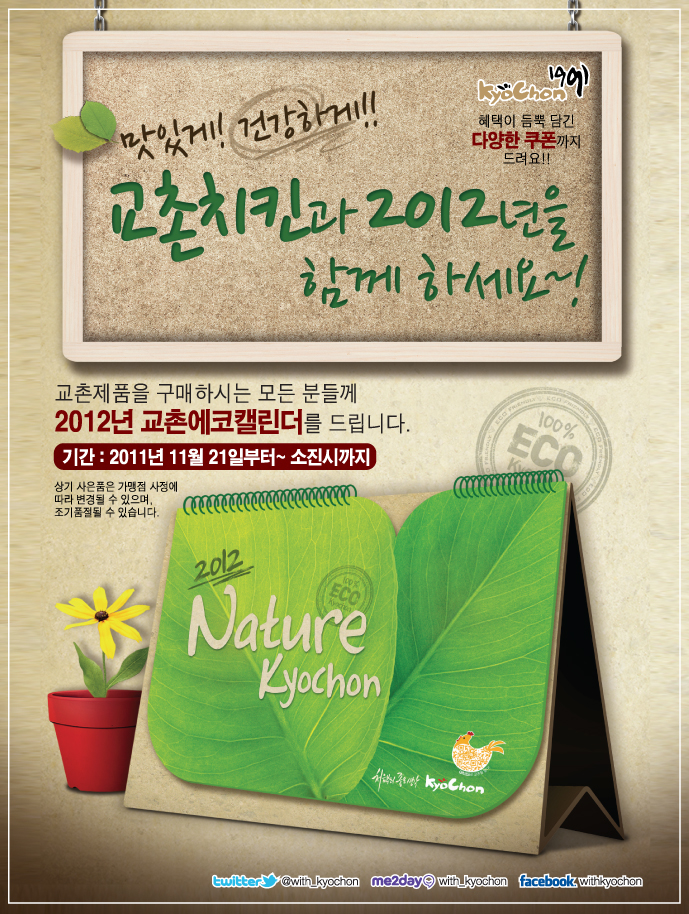 맛있게! 건강하게!!
KyoChon 1991
혜택이 듬뿍 담긴
다양한 쿠폰까지
드려요!!
교촌치킨과 2012년을
함께 하세요~!
교촌제품을 구매하시는 모든 분들께
2012년 교촌에코캘린더를 드립니다.
기간 : 2011년 11월 21일부터~ 소진시까지
상기 사은품은 가맹점 사정에
따라 변경될 수 있으며,
조기품절될 수 있습니다.
100%
ECO
2012
100%
ECO
Nature
Kyochon
KyoChon
twitter @with_kyochon me2day with_kyochon facebook withkyochon